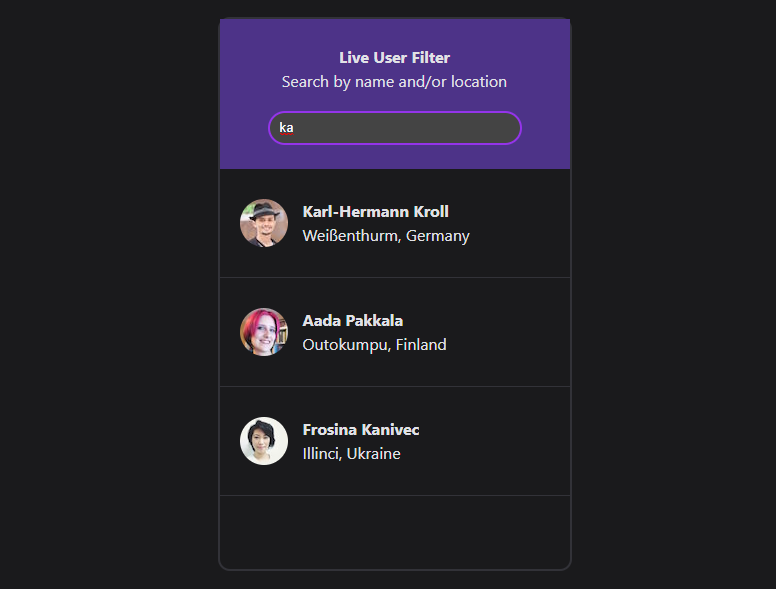 Live User Filter
Search by name and/or location
ka
Karl-Hermann Kroll
Weißenthurm, Germany
Aada Pakkala
Outokumpu, Finland
Frosina Kanivec
Illinci, Ukraine